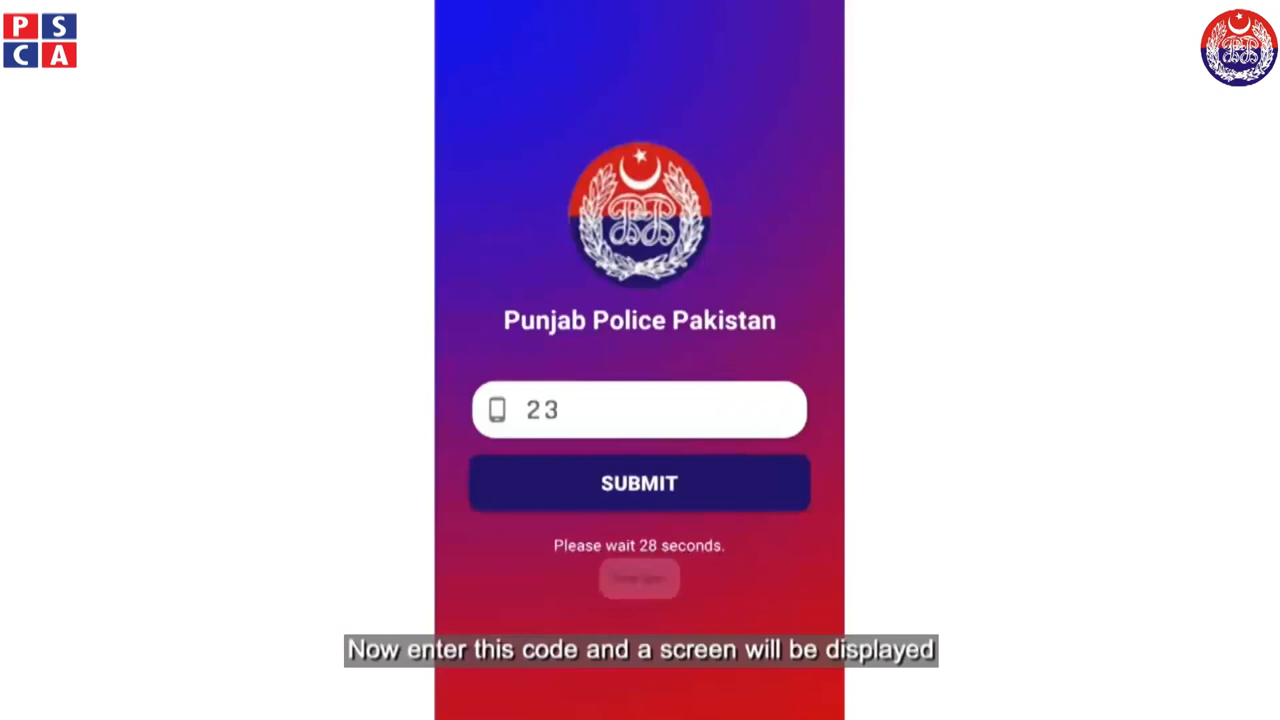 P S
C A
Punjab Police Pakistan
23
SUBMIT
Please wait 28 seconds.
Now enter this code and a screen will be displayed